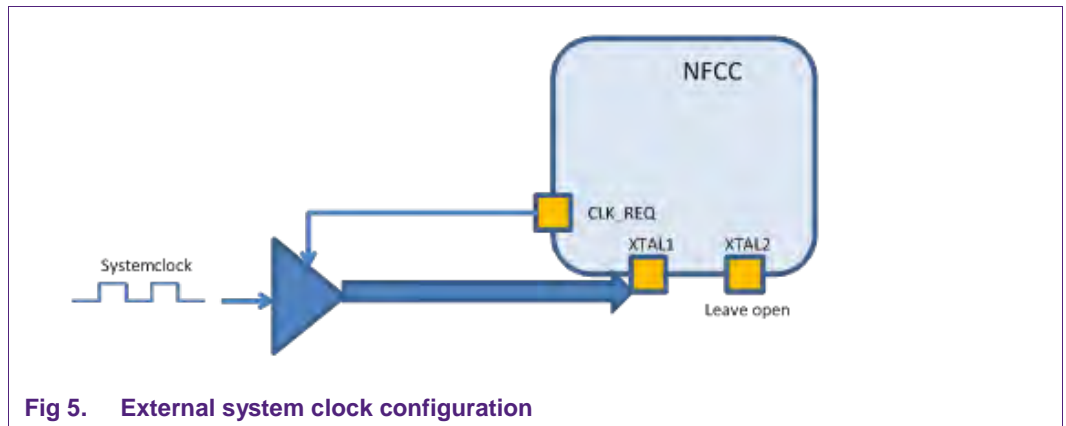 NFCC
CLK_REQ
XTAL1 XTAL2
Systemclock
Leave open
Fig 5. External system clock configuration